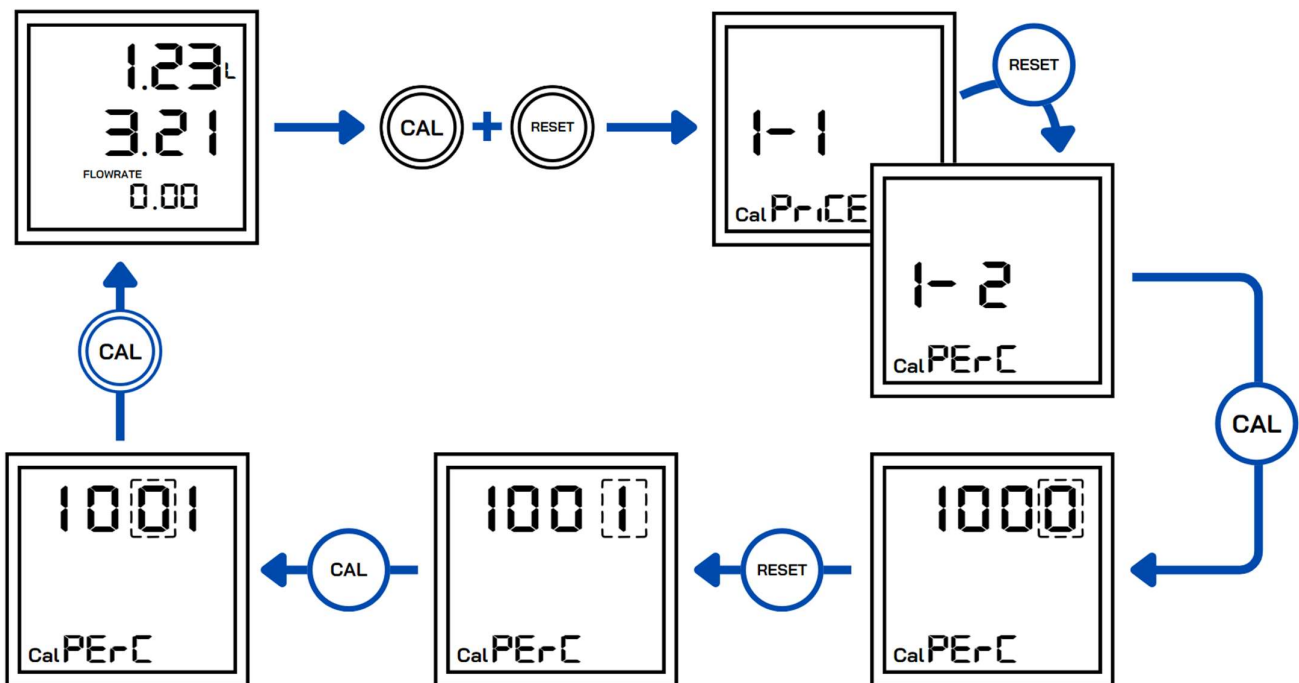 1.23L
3.21
FLOWRATE
0.00
CAL
+
RESET
1-1
Cal PriCE
RESET
1- 2
Cal PErC
CAL
1000
Cal PErC
RESET
1001
Cal PErC
CAL
1001
Cal PErC
CAL